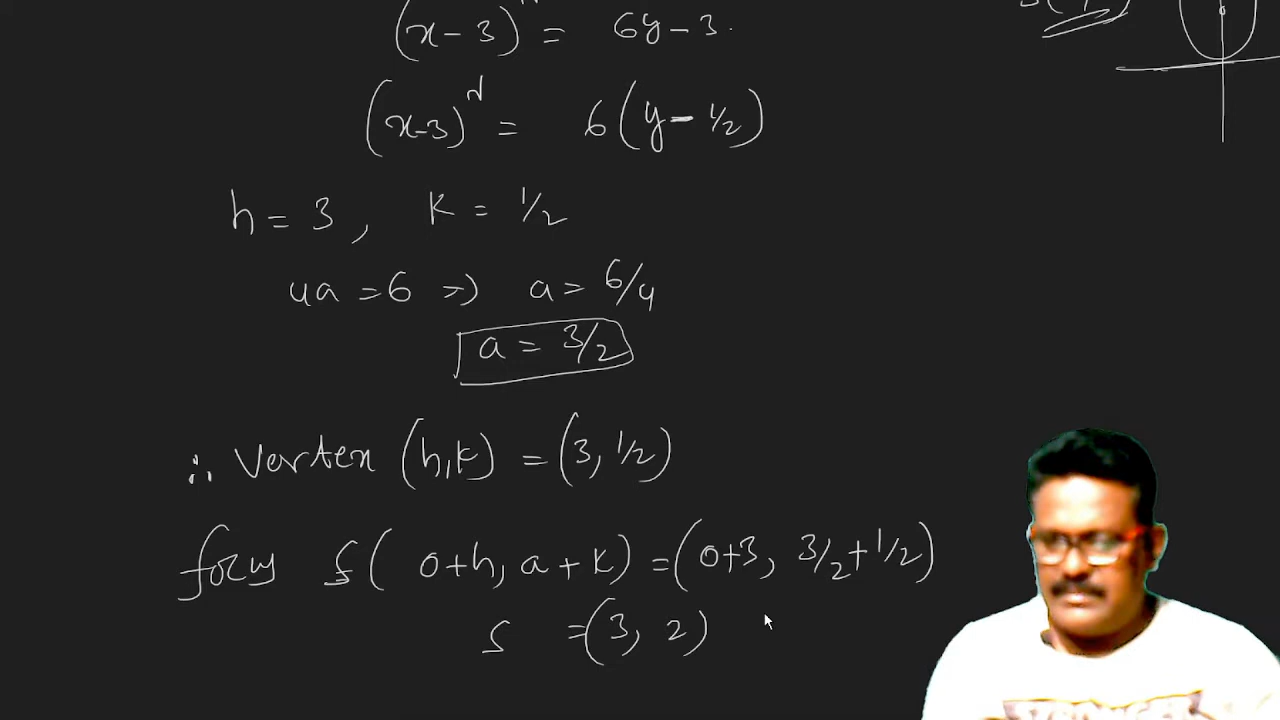 (x-3)² = 6y-3.
(x-3)² = 6(y-1/2)
h=3, k=1/2
4a=6 => a=6/4
a=3/2
∴ Vertex (h,k) = (3, 1/2)
focus S(0+h, a+k) = (0+3, 3/2+1/2)
S = (3, 2)